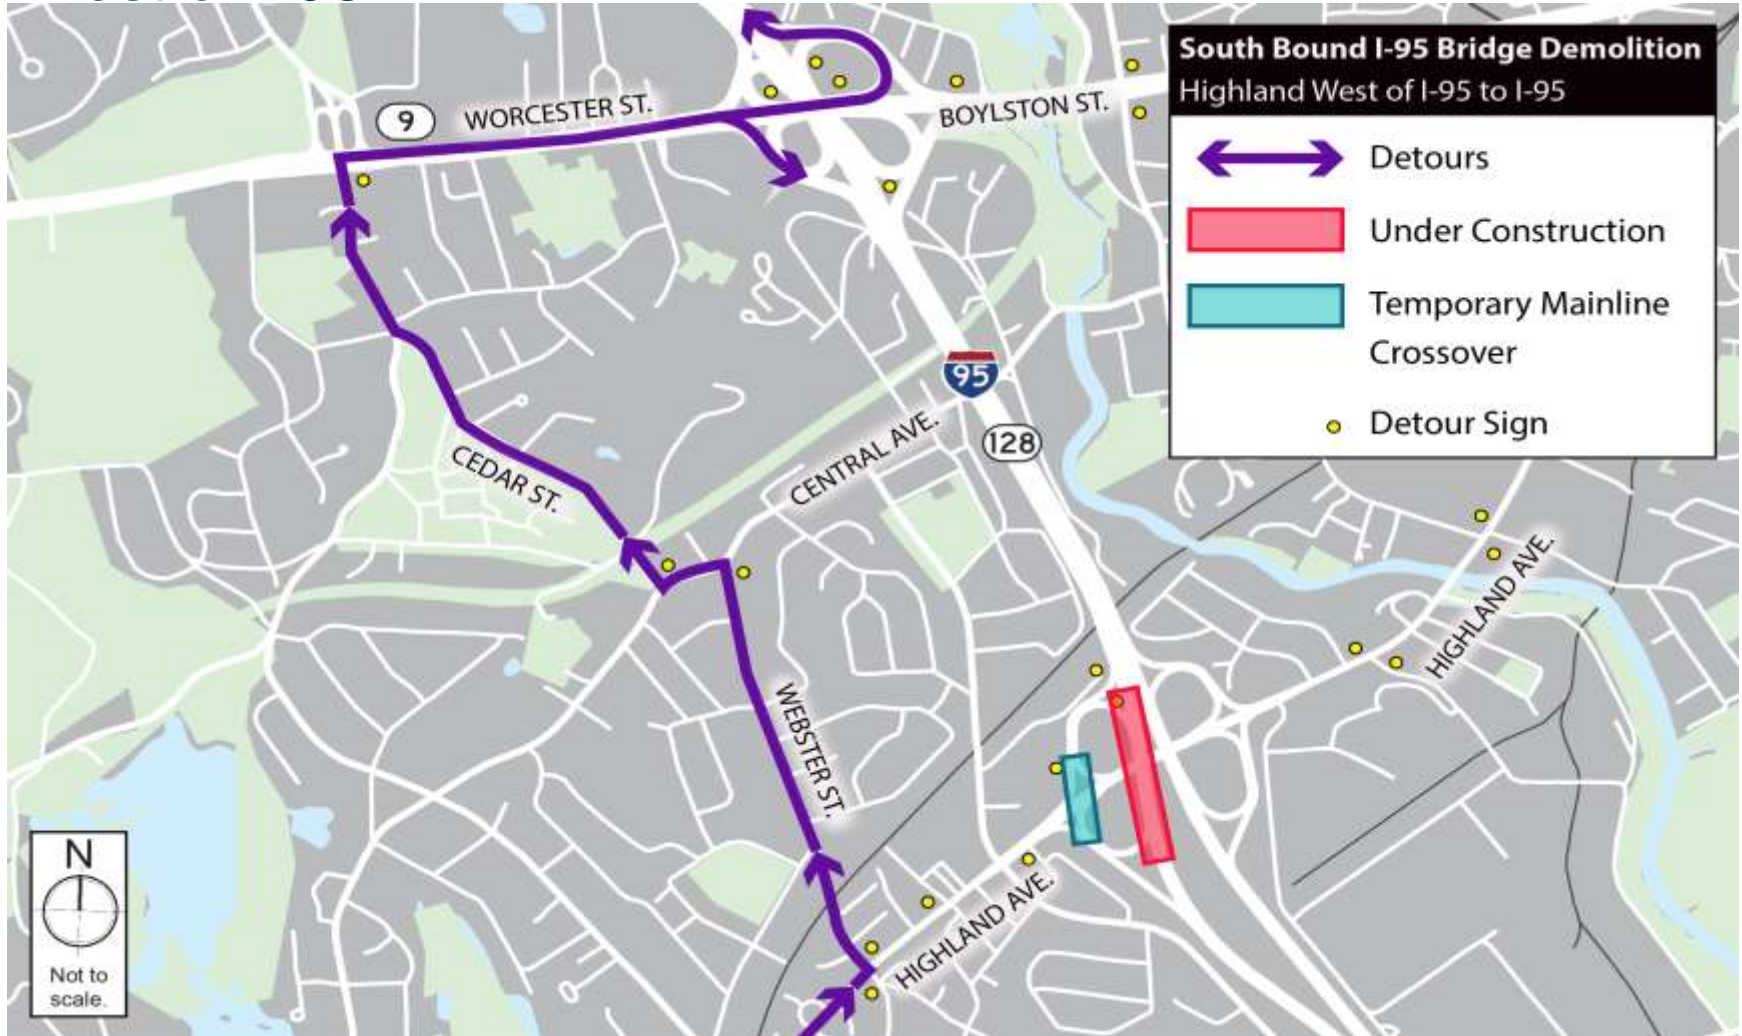 South Bound I-95 Bridge Demolition
Highland West of I-95 to I-95
Detours
Under Construction
Temporary Mainline
Crossover
Detour Sign
9
WORCESTER ST.
BOYLSTON ST.
95
128
CENTRAL AVE.
CEDAR ST.
HIGHLAND AVE.
WEBSTER ST.
HIGHLAND AVE.
N
Not to
scale.